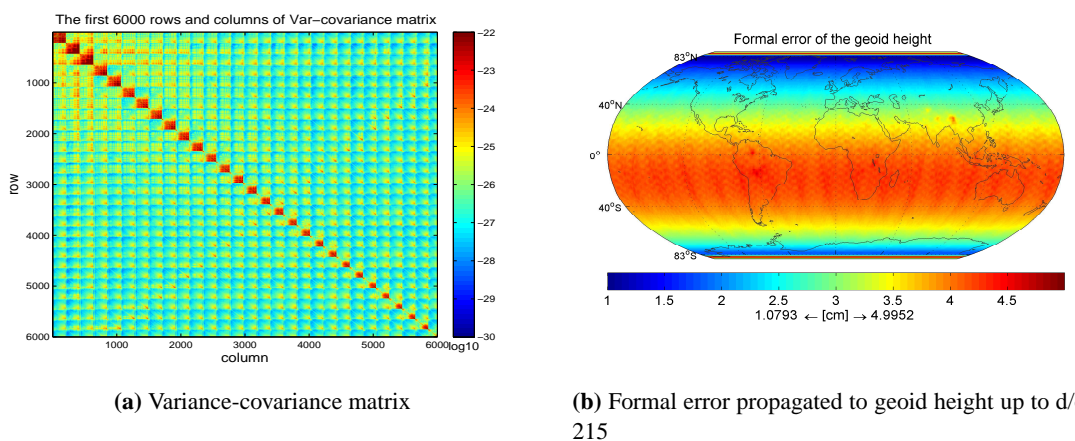 The first 6000 rows and columns of Var−covariance matrix
row
1000
2000
3000
4000
5000
6000
1000 2000 3000 4000 5000 6000
column
−22
−23
−24
−25
−26
−27
−28
−29
−30
log10
(a) Variance-covariance matrix
Formal error of the geoid height
83°N
40°N
0°
40°S
83°S
1 1.5 2 2.5 3 3.5 4 4.5
1.0793 ← [cm] → 4.9952
(b) Formal error propagated to geoid height up to d/
215